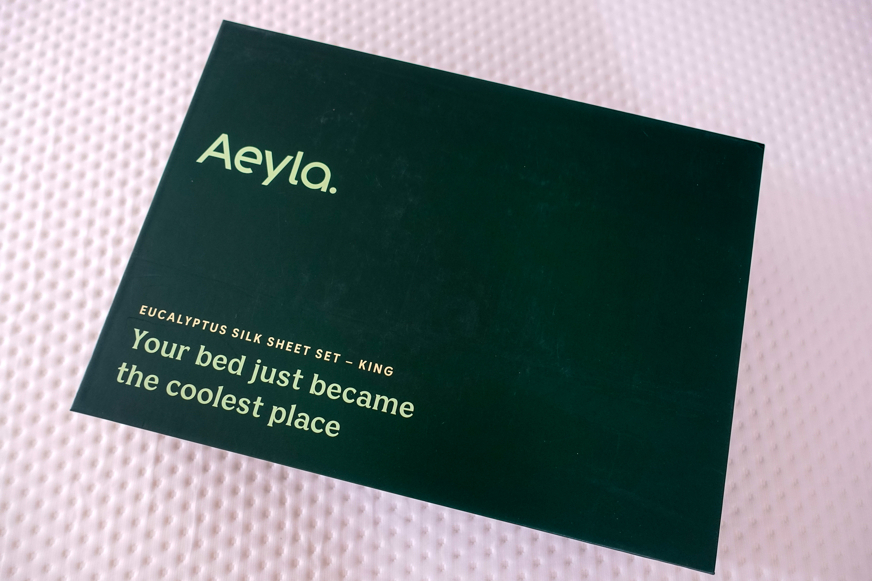 Aeyla.
EUCALYPTUS SILK SHEET SET – KING
Your bed just became
the coolest place